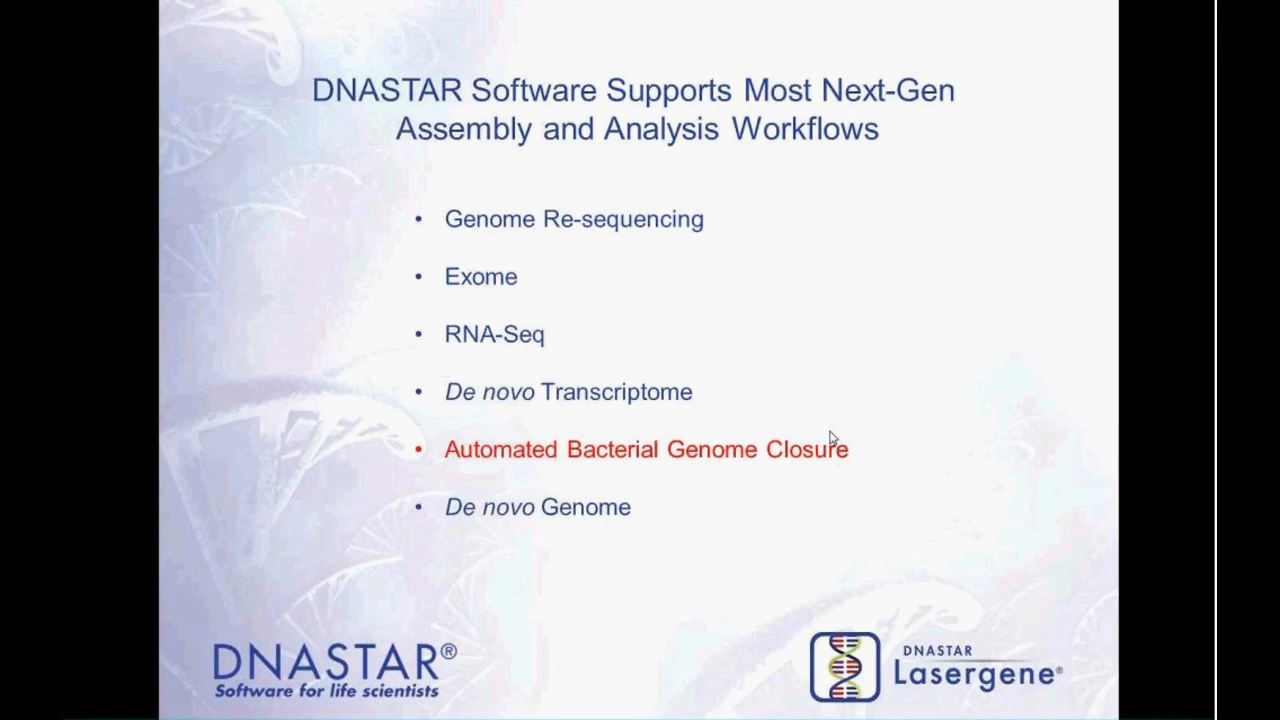 DNASTAR Software Supports Most Next-Gen
Assembly and Analysis Workflows
• Genome Re-sequencing
• Exome
• RNA-Seq
• De novo Transcriptome
• Automated Bacterial Genome Closure
• De novo Genome
DNASTAR®
Software for life scientists
DNASTAR
Lasergene®